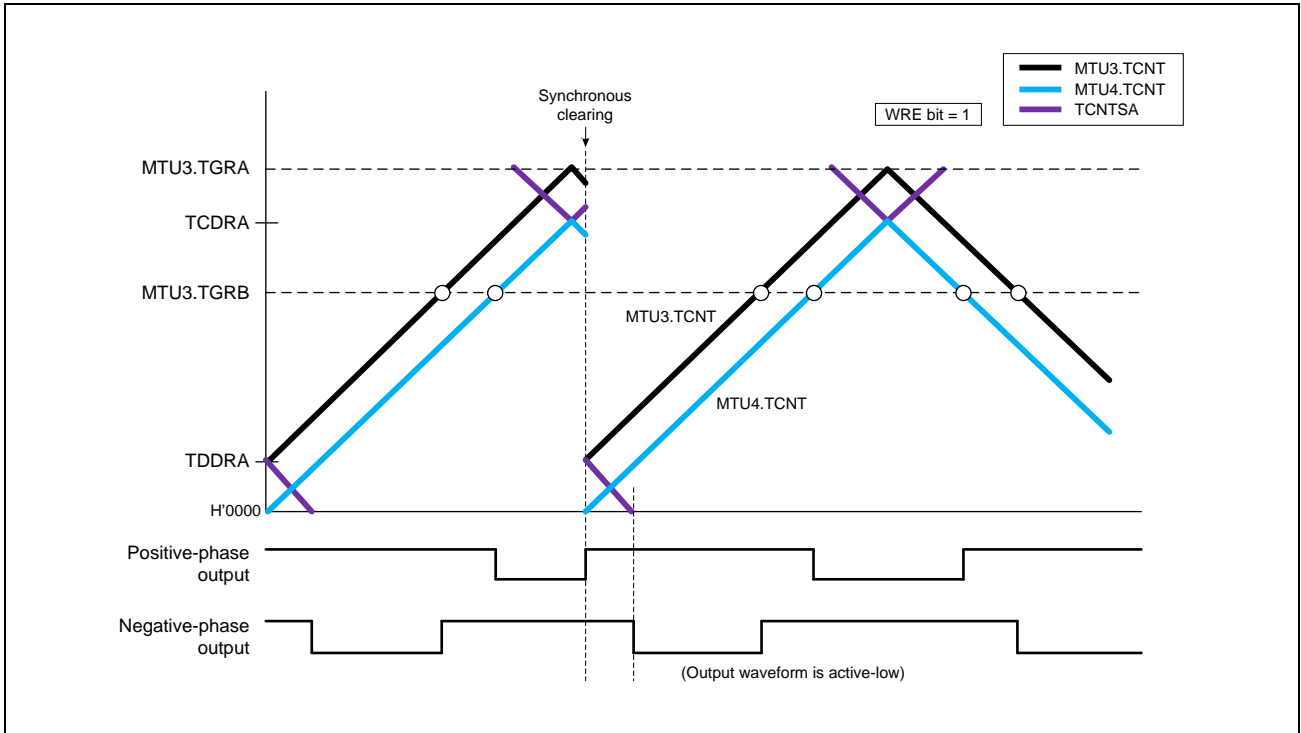 MTU3.TCNT
MTU4.TCNT
TCNTSA
Synchronous
clearing
WRE bit = 1
MTU3.TGRA
TCDRA
MTU3.TGRB
MTU3.TCNT
MTU4.TCNT
TDDRA
H'0000
Positive-phase
output
Negative-phase
output
(Output waveform is active-low)